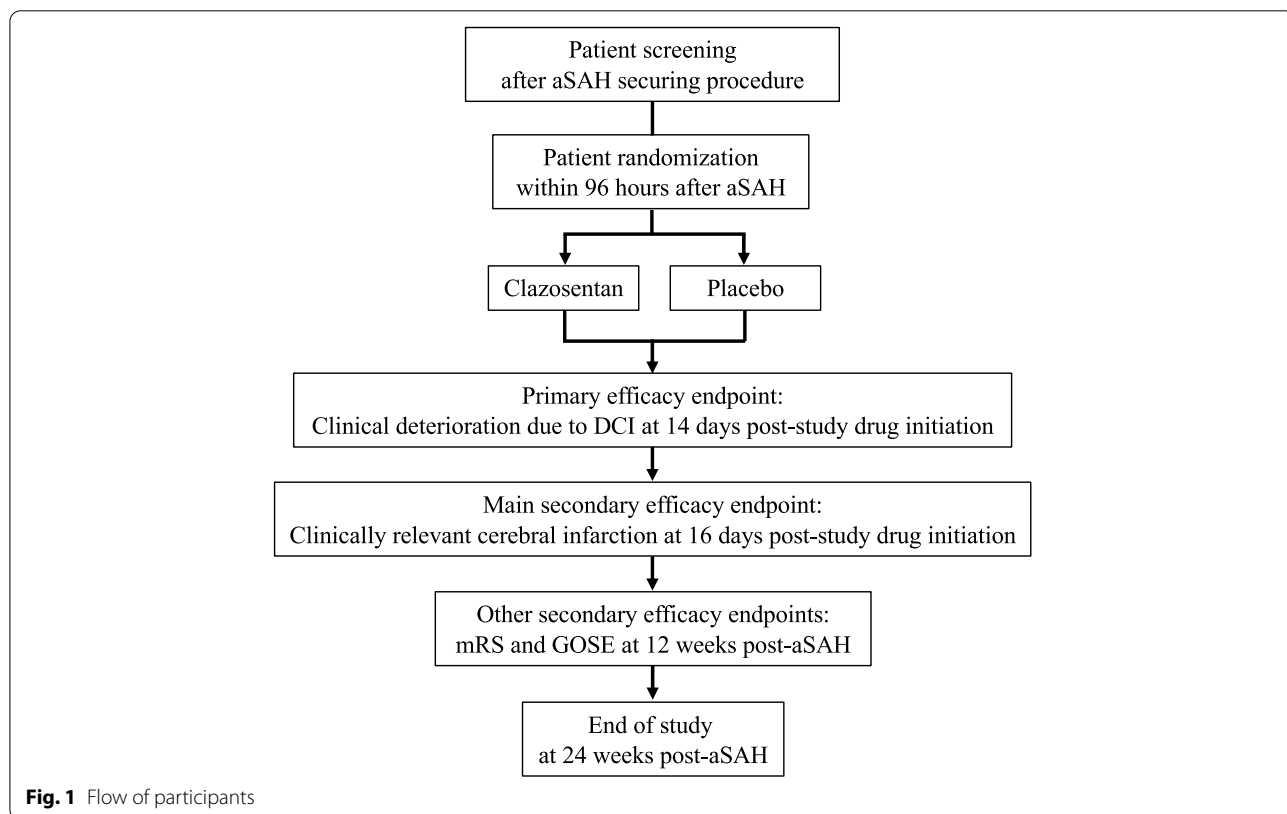 Patient screening
after aSAH securing procedure
Patient randomization
within 96 hours after aSAH
Clazosentan
Placebo
Primary efficacy endpoint:
Clinical deterioration due to DCI at 14 days post-study drug initiation
Main secondary efficacy endpoint:
Clinically relevant cerebral infarction at 16 days post-study drug initiation
Other secondary efficacy endpoints:
mRS and GOSE at 12 weeks post-aSAH
End of study
at 24 weeks post-aSAH
Fig. 1 Flow of participants